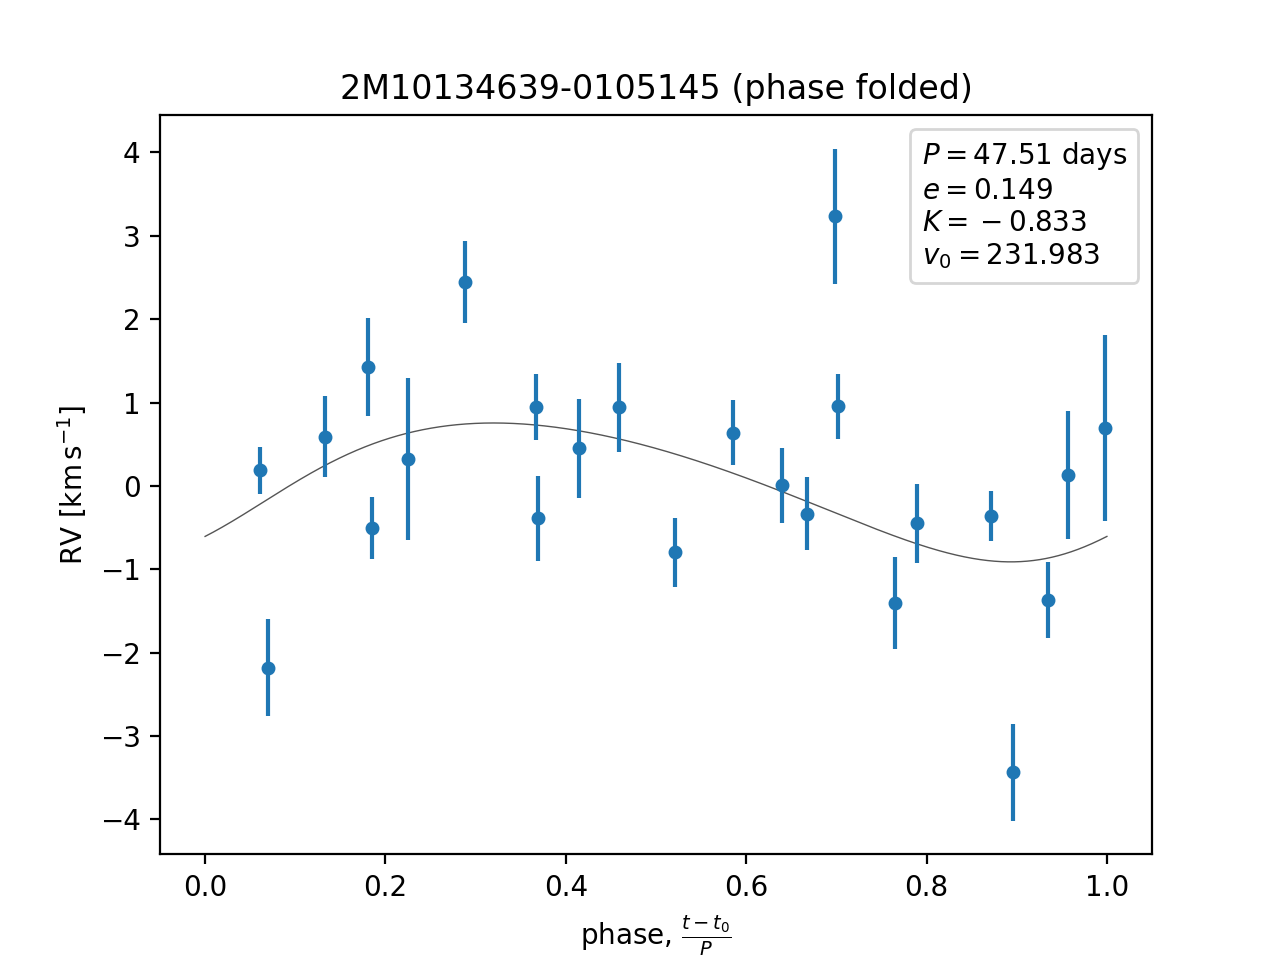 2M10134639-0105145 (phase folded)
P = 47.51 days
e = 0.149
K = −0.833
v₀ = 231.983
4
3
2
1
0
−1
−2
−3
−4
RV [km s⁻¹]
0.0 0.2 0.4 0.6 0.8 1.0
phase, (t − t₀)/P